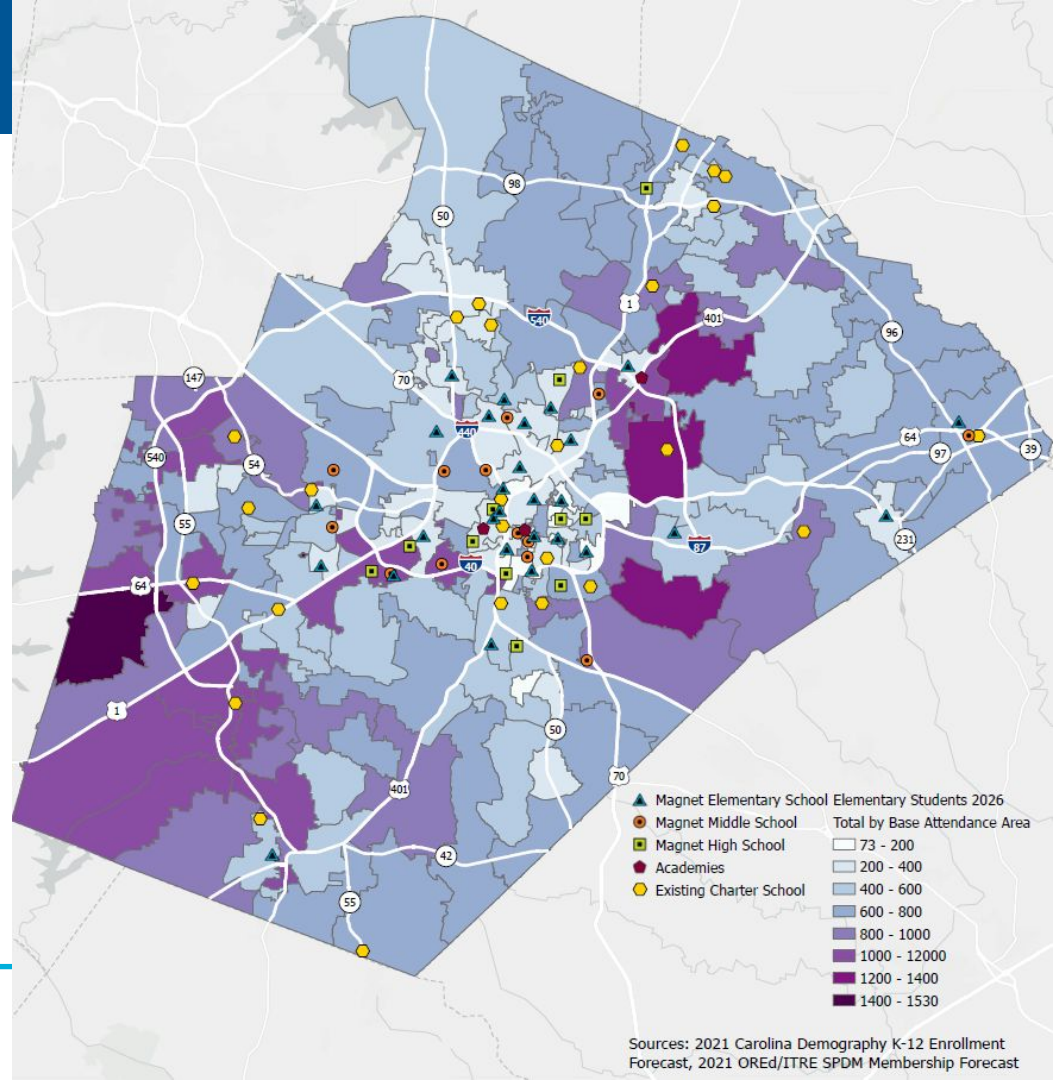 98
50
1
540
401
96
70
147
440
64
97
39
540
54
55
231
87
40
64
1
50
70
401
42
55
Magnet Elementary School
Magnet Middle School
Magnet High School
Academies
Existing Charter School
Elementary Students 2026
Total by Base Attendance Area
73 - 200
200 - 400
400 - 600
600 - 800
800 - 1000
1000 - 12000
1200 - 1400
1400 - 1530
Sources: 2021 Carolina Demography K-12 Enrollment
Forecast, 2021 OREd/ITRE SPDM Membership Forecast